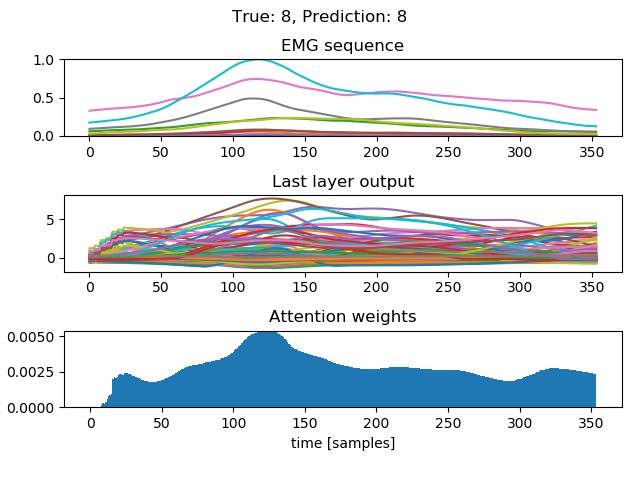 True: 8, Prediction: 8
EMG sequence
1.0
0.5
0.0
0 50 100 150 200 250 300 350
Last layer output
5
0
0 50 100 150 200 250 300 350
Attention weights
0.0050
0.0025
0.0000
0 50 100 150 200 250 300 350
time [samples]